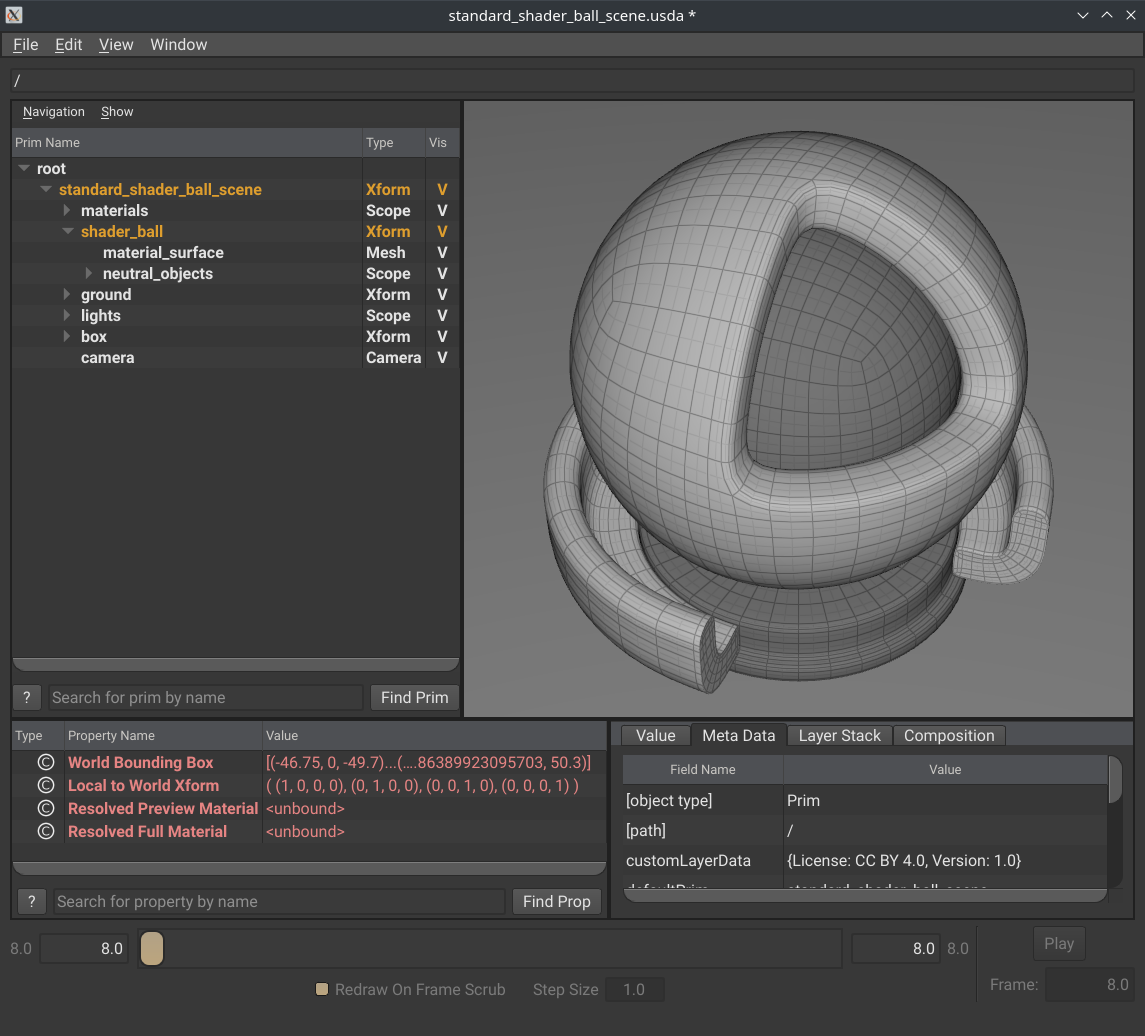 standard_shader_ball_scene.usda *
File Edit View Window
/
Navigation Show
Prim Name Type Vis
root
standard_shader_ball_scene Xform V
materials Scope V
shader_ball Xform V
material_surface Mesh V
neutral_objects Scope V
ground Xform V
lights Scope V
box Xform V
camera Camera V
? Search for prim by name Find Prim
Type Property Name Value
© World Bounding Box [(-46.75, 0, -49.7)...(....86389923095703, 50.3)]
© Local to World Xform ( (1, 0, 0, 0), (0, 1, 0, 0), (0, 0, 1, 0), (0, 0, 0, 1) )
© Resolved Preview Material <unbound>
© Resolved Full Material <unbound>
? Search for property by name Find Prop
Value Meta Data Layer Stack Composition
Field Name Value
[object type] Prim
[path] /
customLayerData {License: CC BY 4.0, Version: 1.0}
defaultPrim standard_shader_ball_scene
8.0 8.0 8.0 8.0 Play
Redraw On Frame Scrub Step Size 1.0 Frame: 8.0